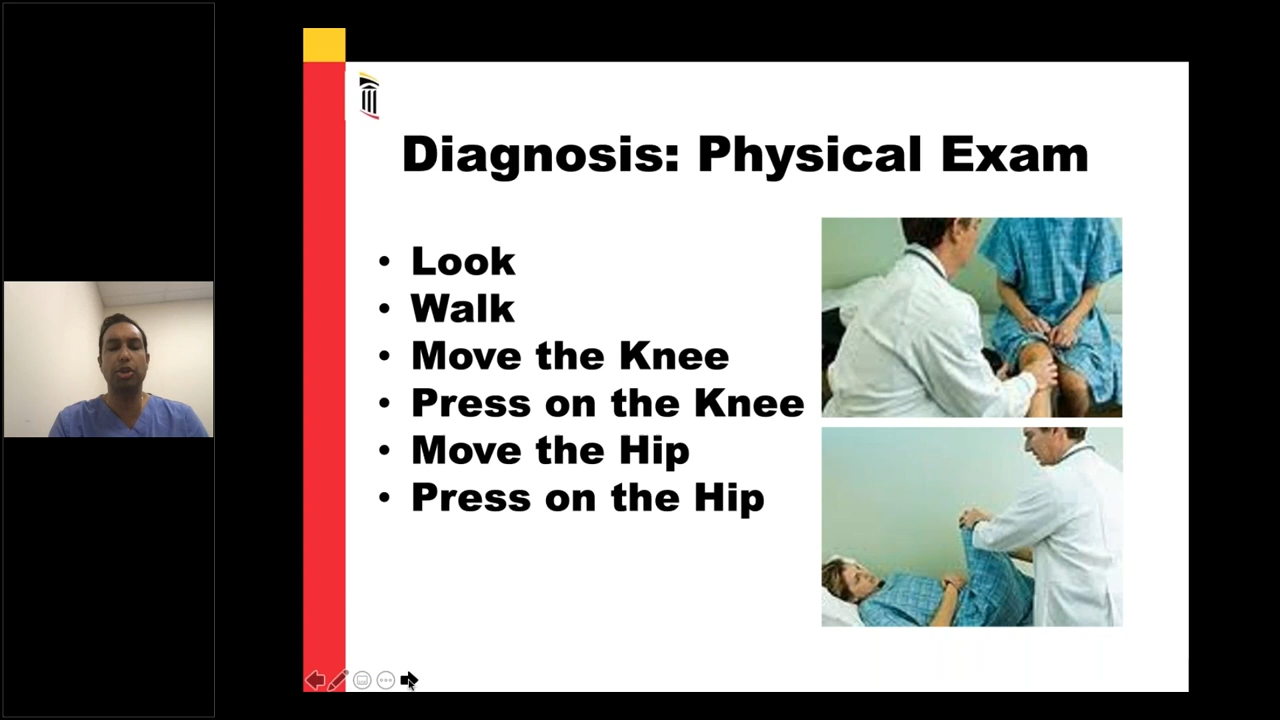 Diagnosis: Physical Exam
• Look
• Walk
• Move the Knee
• Press on the Knee
• Move the Hip
• Press on the Hip